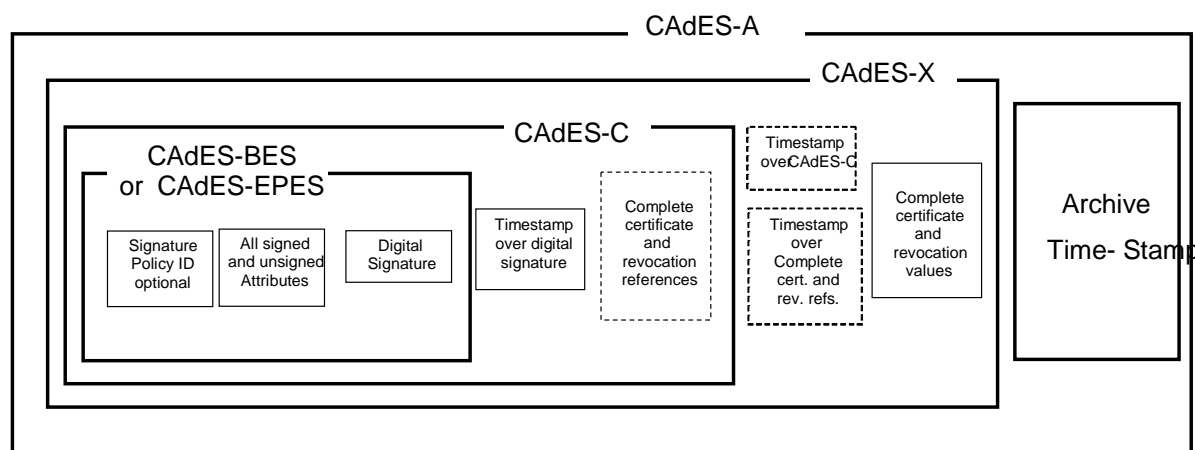 CAdES-A
CAdES-X
CAdES-C
CAdES-BES
or CAdES-EPES
Signature
Policy ID
optional
All signed
and unsigned
Attributes
Digital
Signature
Timestamp
over digital
signature
Complete
certificate
and
revocation
references
Timestamp
overCAdES-C
Timestamp
over
Complete
cert. and
rev. refs.
Complete
certificate
and
revocation
values
Archive
Time- Stamp